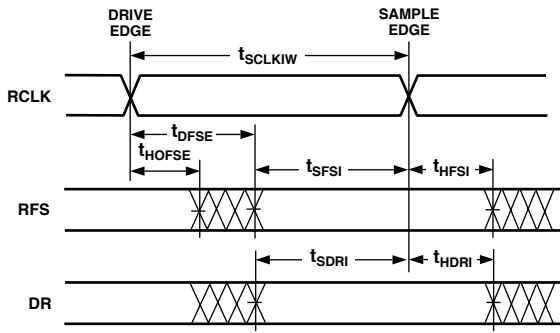 DRIVE
EDGE
SAMPLE
EDGE
tSCLKIW
RCLK
tDFSE
tHOFSE
tSFSI
tHFSI
RFS
tSDRI
tHDRI
DR